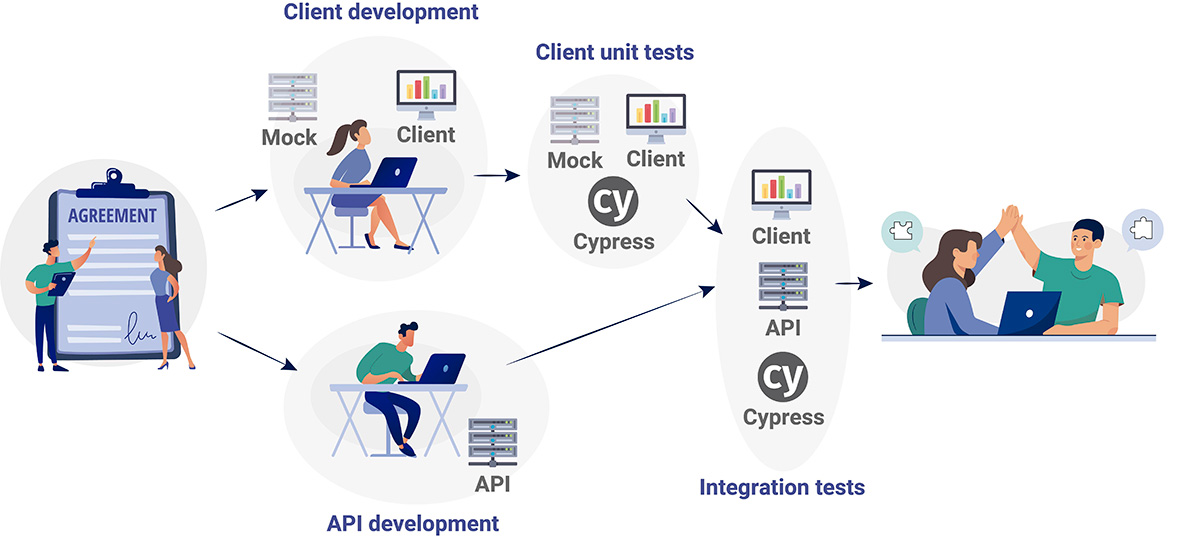 Client development
Client unit tests
Mock
Client
Mock
Client
cy
Cypress
AGREEMENT
Client
API
cy
Cypress
API
Integration tests
API development